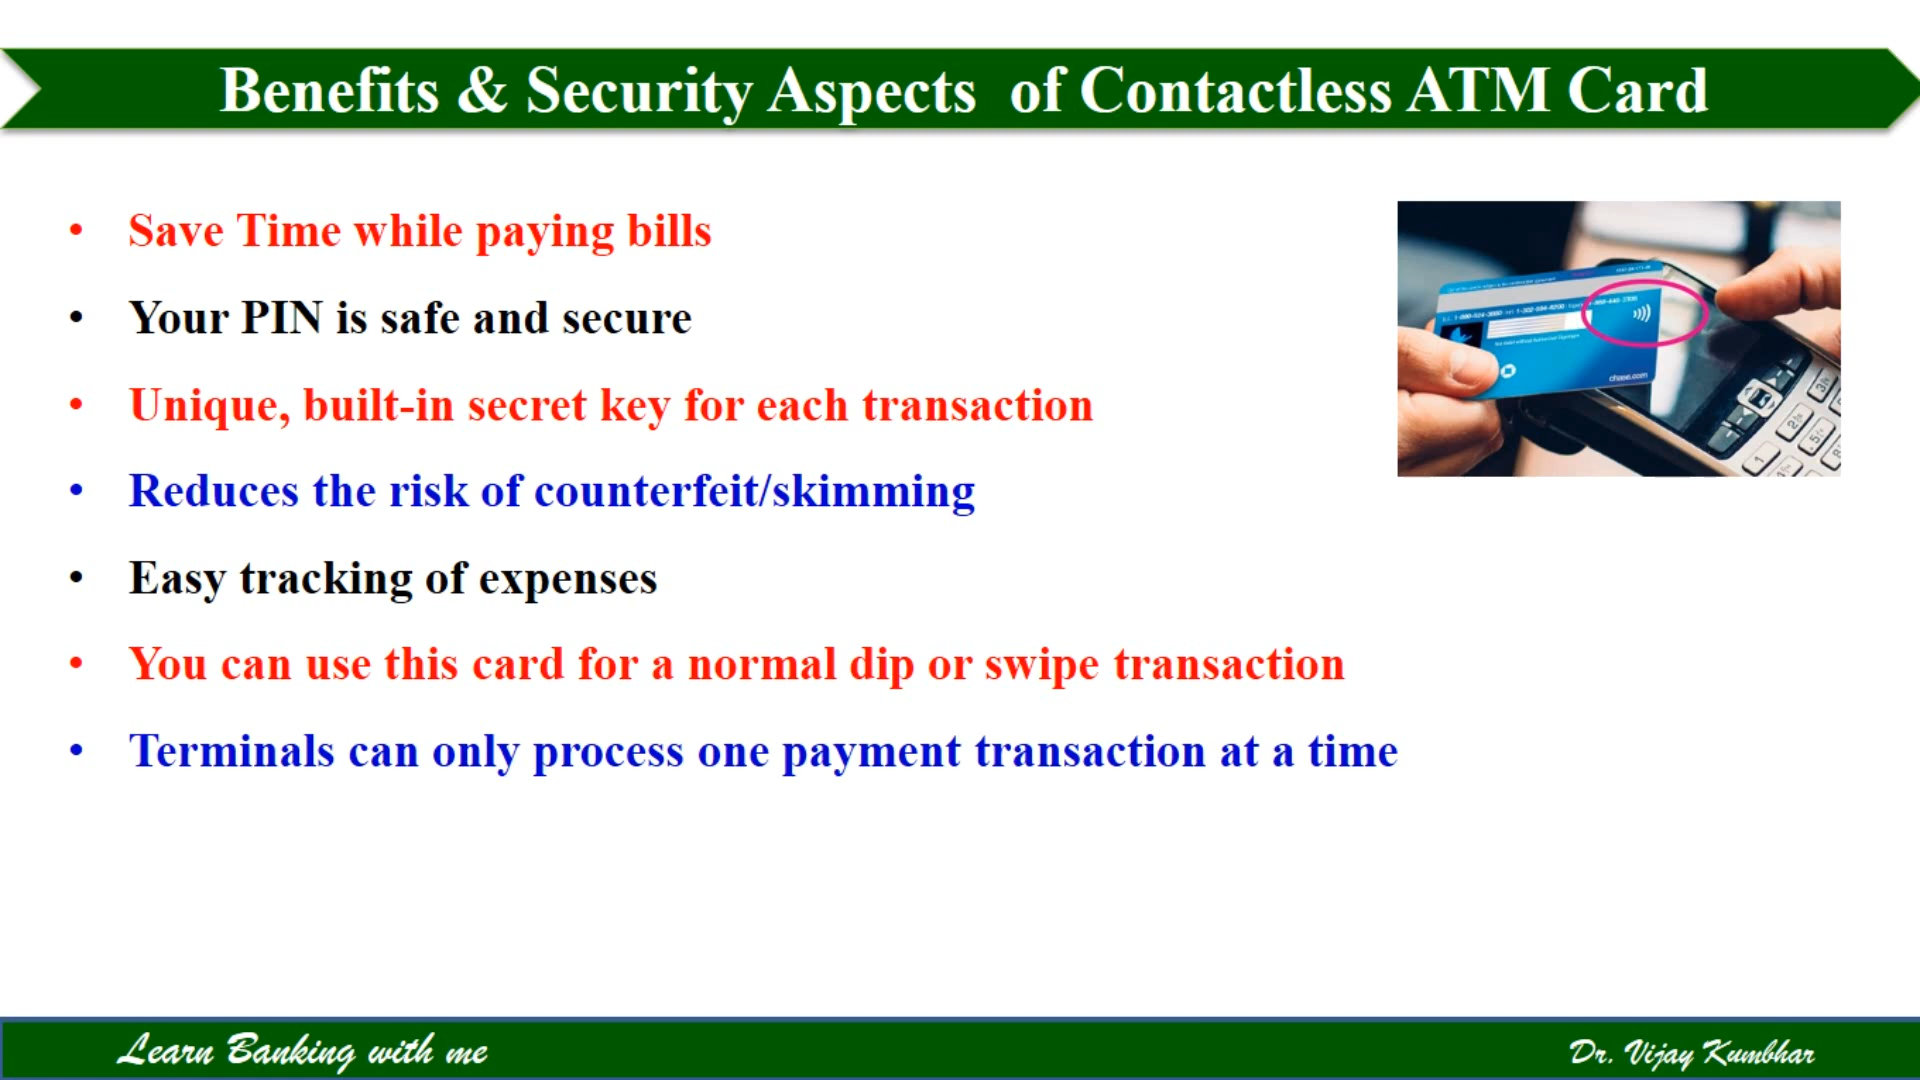 Benefits & Security Aspects of Contactless ATM Card
• Save Time while paying bills
• Your PIN is safe and secure
• Unique, built-in secret key for each transaction
• Reduces the risk of counterfeit/skimming
• Easy tracking of expenses
• You can use this card for a normal dip or swipe transaction
• Terminals can only process one payment transaction at a time
chase.com
Learn Banking with me
Dr. Vijay Kumbhar